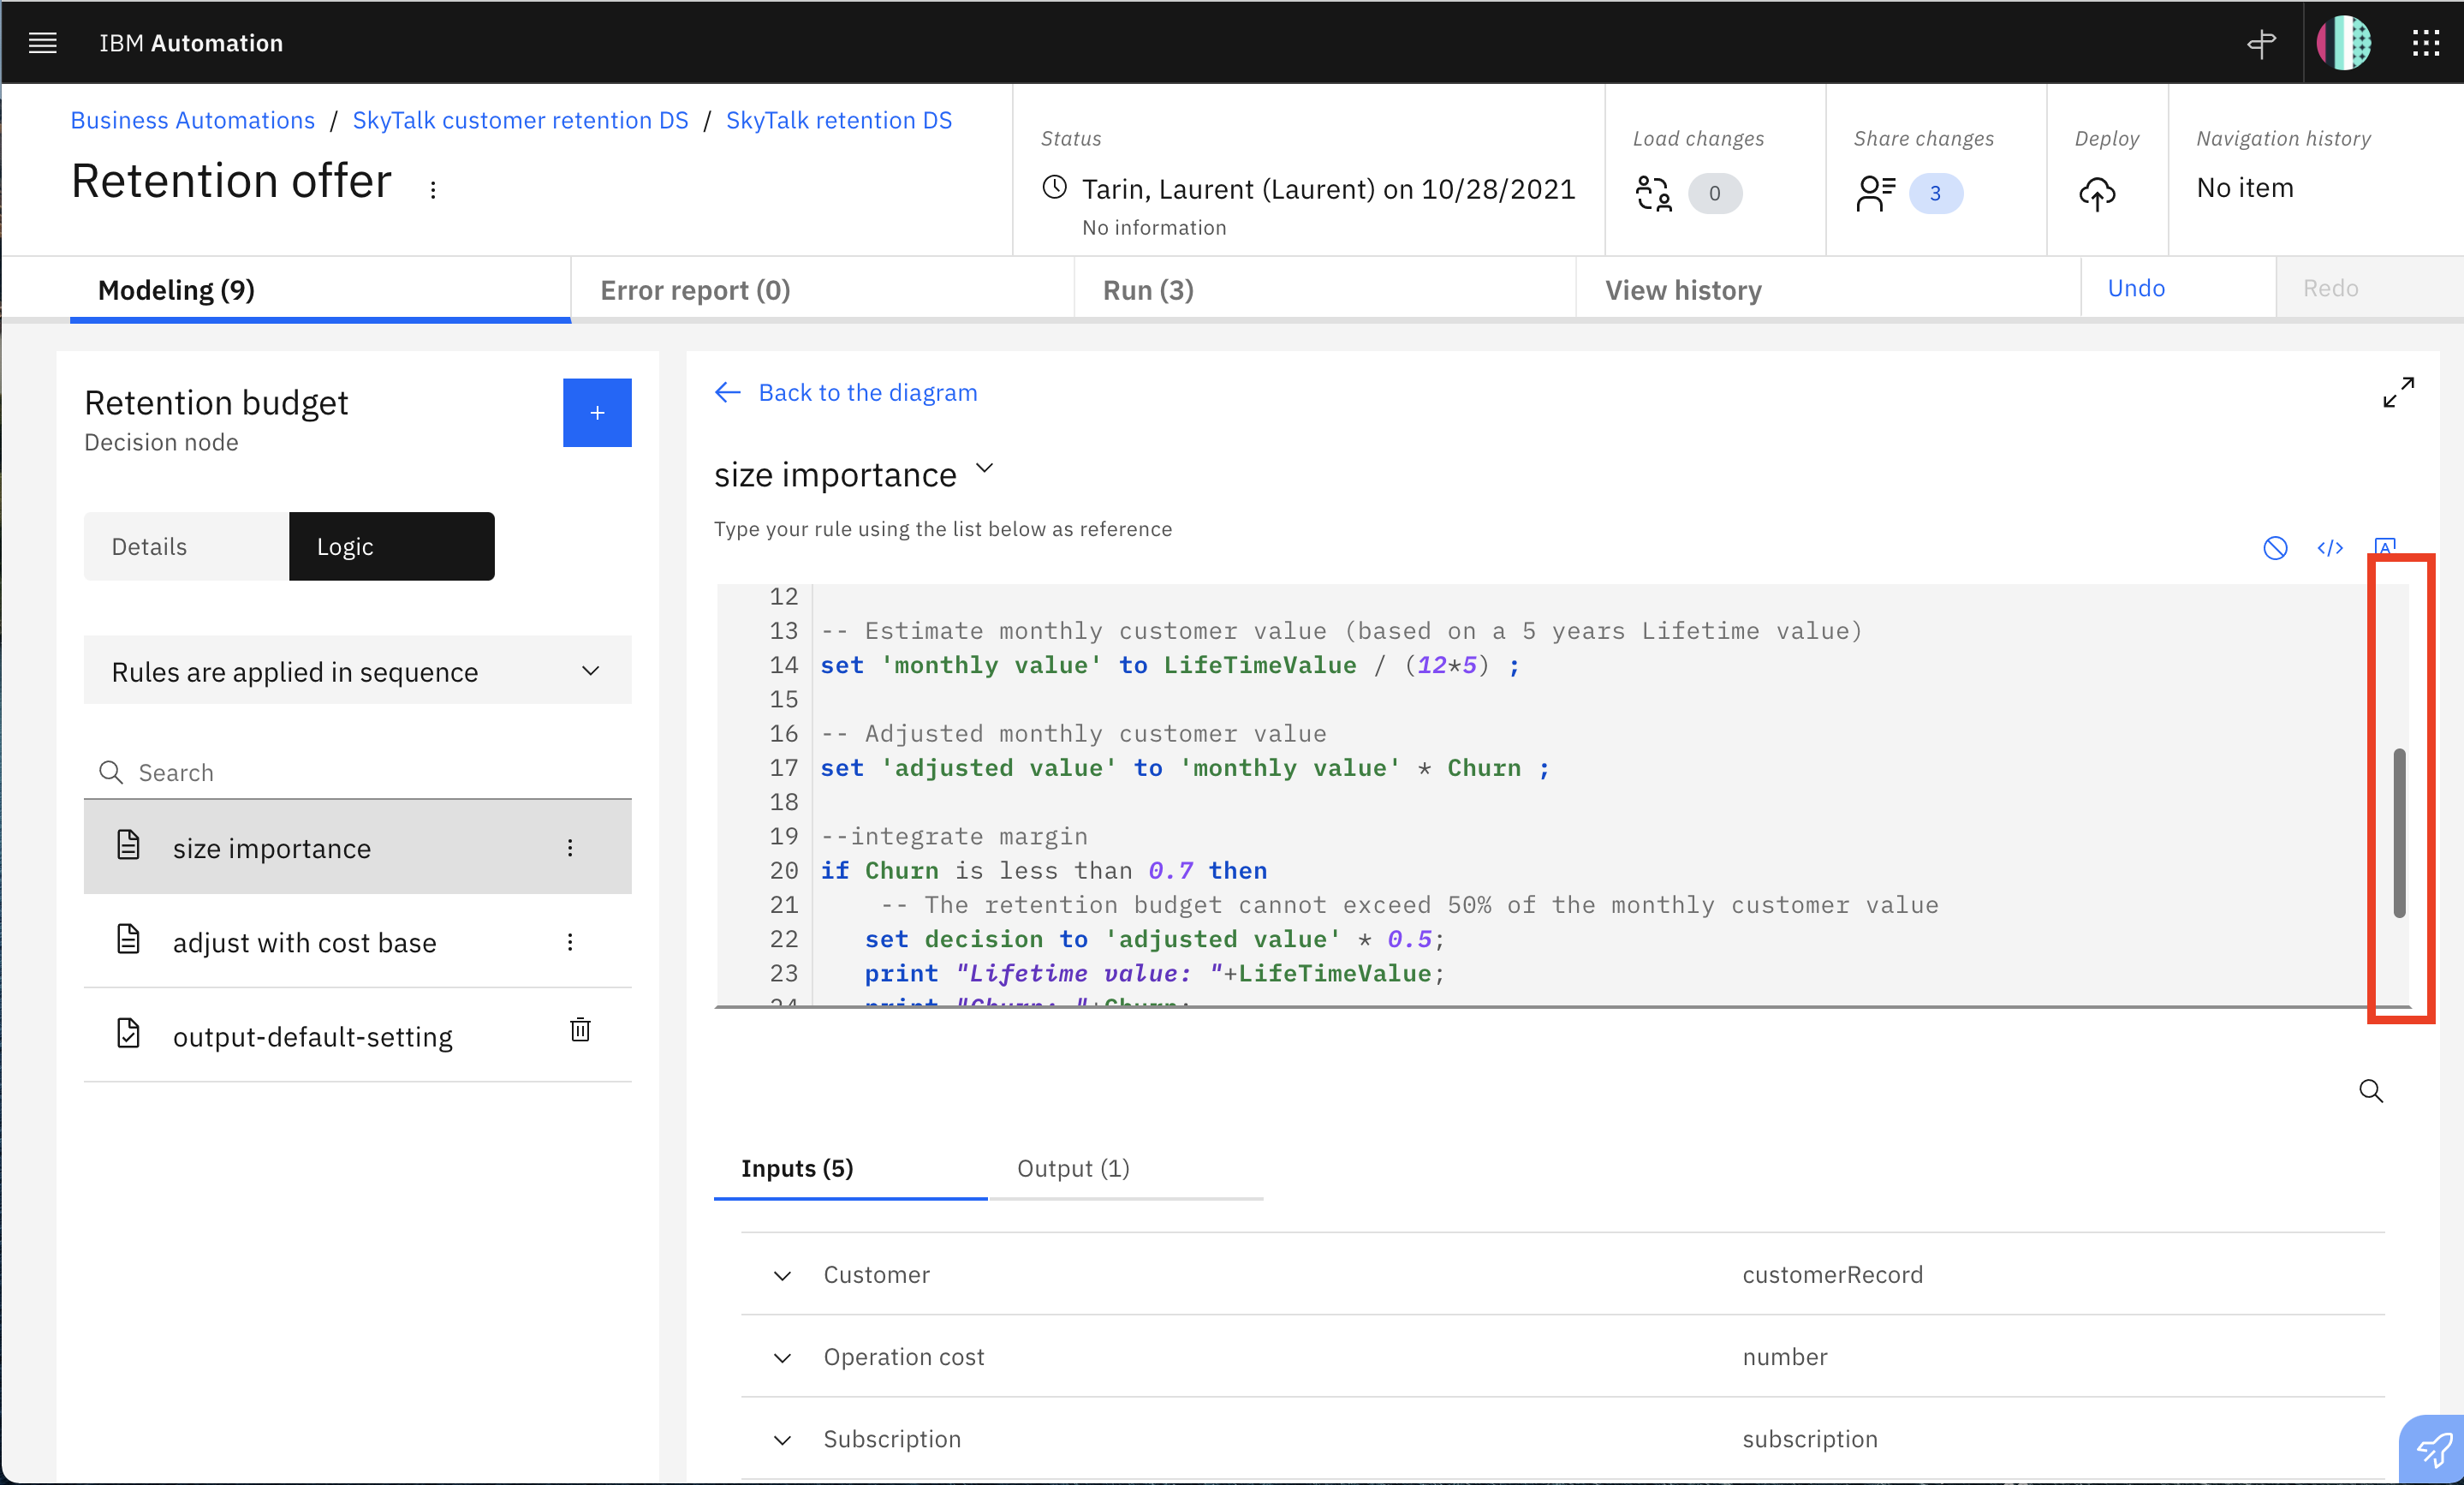 IBM Automation
Business Automations / SkyTalk customer retention DS / SkyTalk retention DS
Retention offer
Status
Tarin, Laurent (Laurent) on 10/28/2021
No information
Load changes
0
Share changes
3
Deploy
Navigation history
No item
Modeling (9)
Error report (0)
Run (3)
View history
Undo
Redo
Retention budget
Decision node
+
Details
Logic
Rules are applied in sequence
Search
size importance
adjust with cost base
output-default-setting
Back to the diagram
size importance
Type your rule using the list below as reference
</>
A
12
13 -- Estimate monthly customer value (based on a 5 years Lifetime value)
14 set 'monthly value' to LifeTimeValue / (12*5) ;
15
16 -- Adjusted monthly customer value
17 set 'adjusted value' to 'monthly value' * Churn ;
18
19 --integrate margin
20 if Churn is less than 0.7 then
21 -- The retention budget cannot exceed 50% of the monthly customer value
22 set decision to 'adjusted value' * 0.5;
23 print "Lifetime value: "+LifeTimeValue;
24 print "Churn: "+Churn;
Inputs (5)
Output (1)
Customer customerRecord
Operation cost number
Subscription subscription